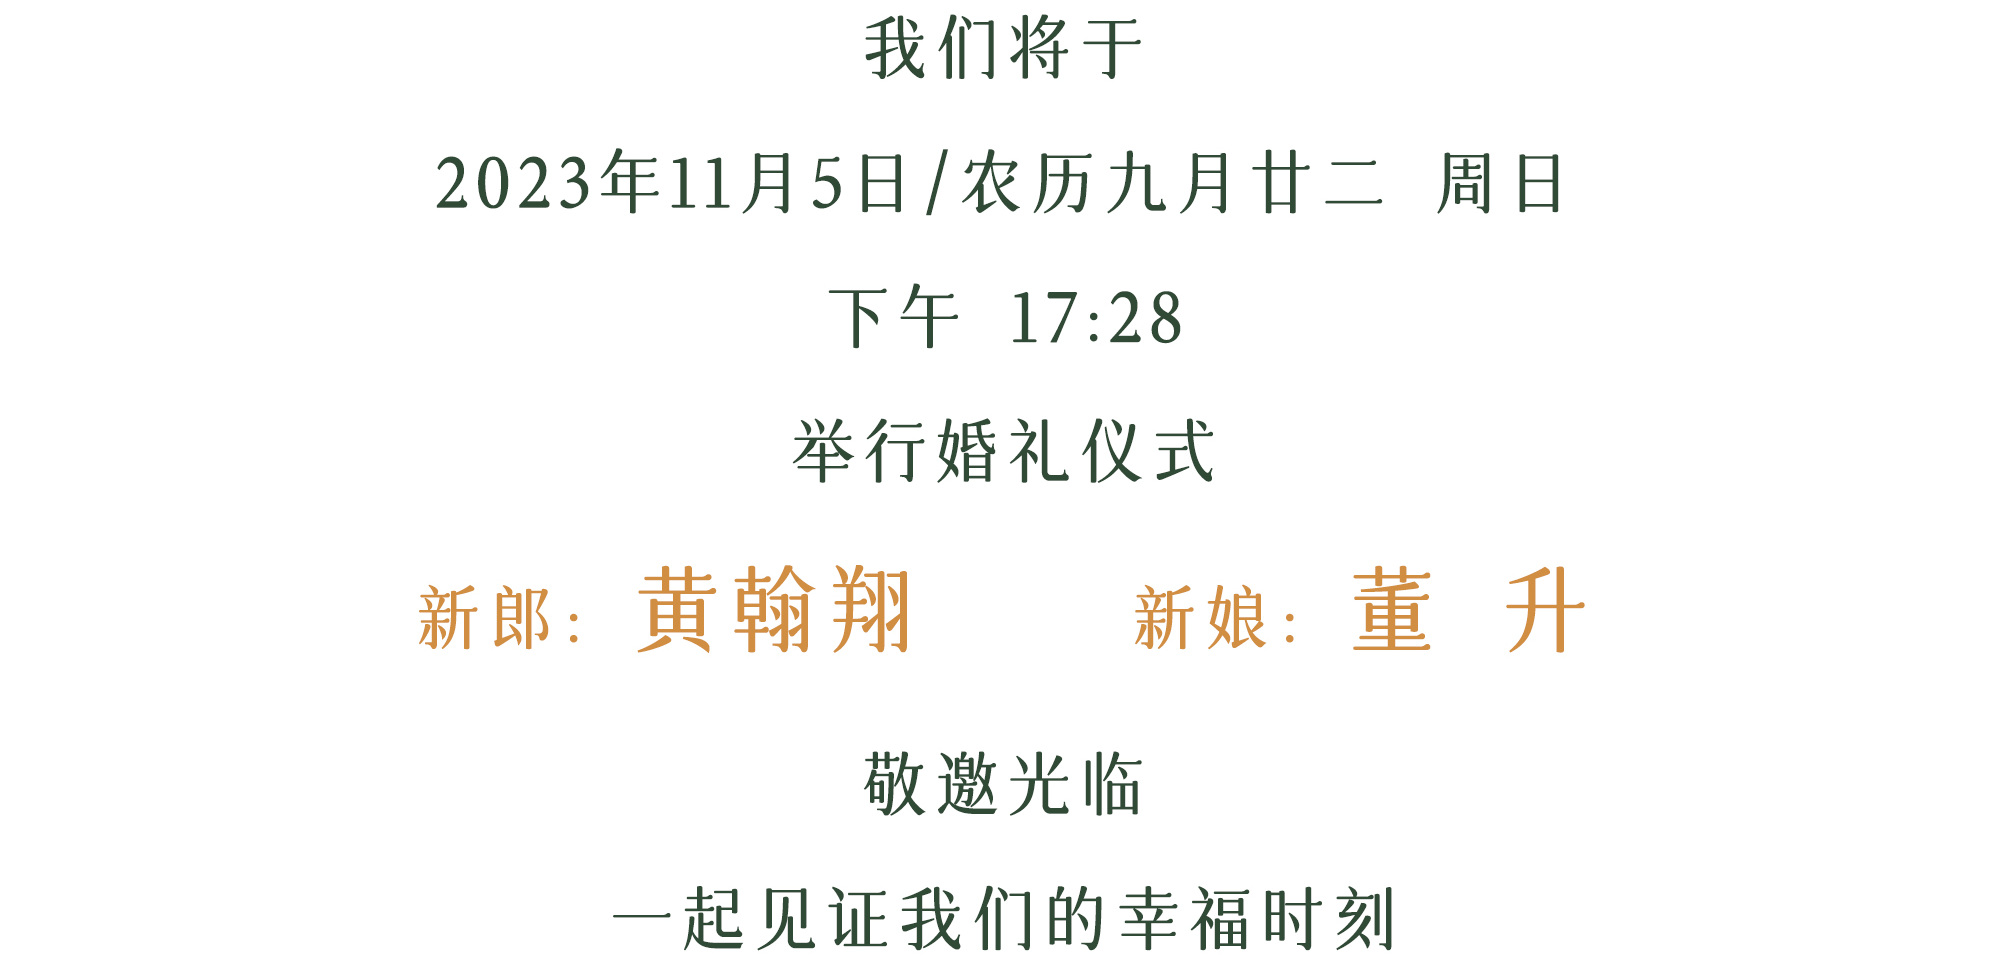 我们将于
2023年11月5日/农历九月廿二 周日
下午 17:28
举行婚礼仪式
新郎: 黄翰翔 新娘: 董 升
敬邀光临
一起见证我们的幸福时刻